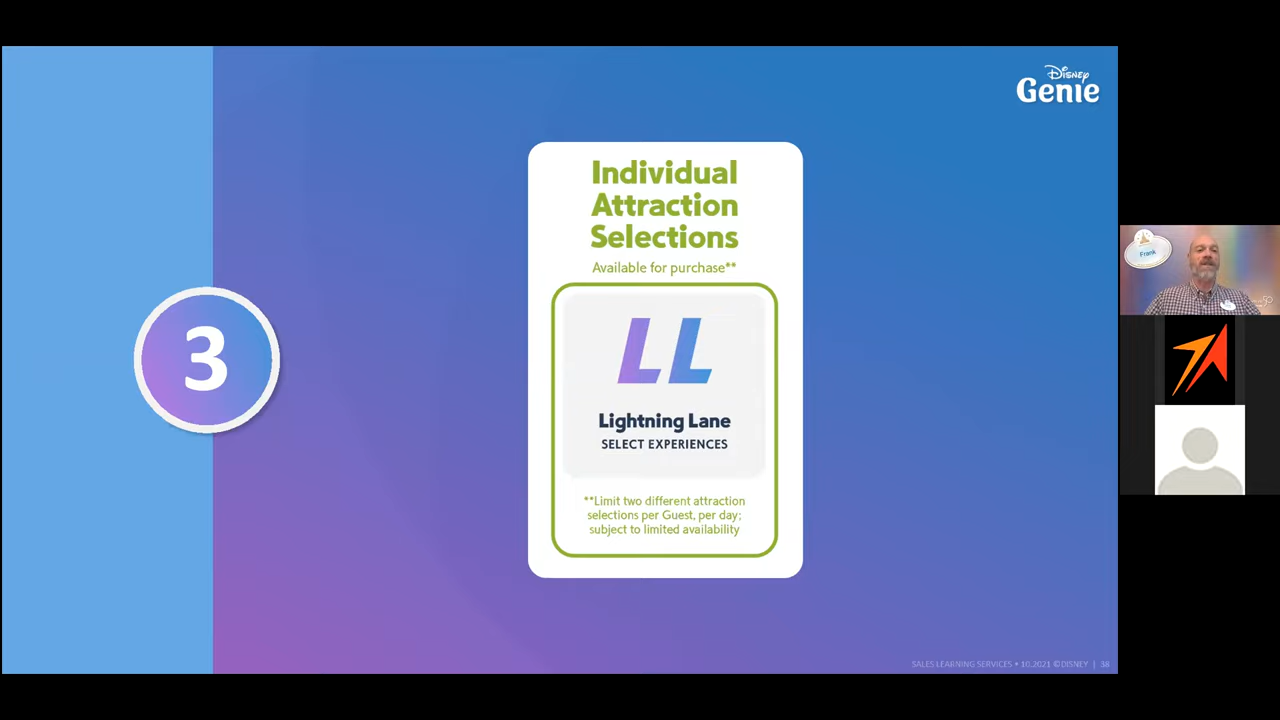 Disney
Genie
Individual
Attraction
Selections
Available for purchase**
3
LL
Lightning Lane
SELECT EXPERIENCES
**Limit two different attraction
selections per Guest, per day;
subject to limited availability
Frank
50
SALES LEARNING SERVICES • 10.2021 ©DISNEY | 38